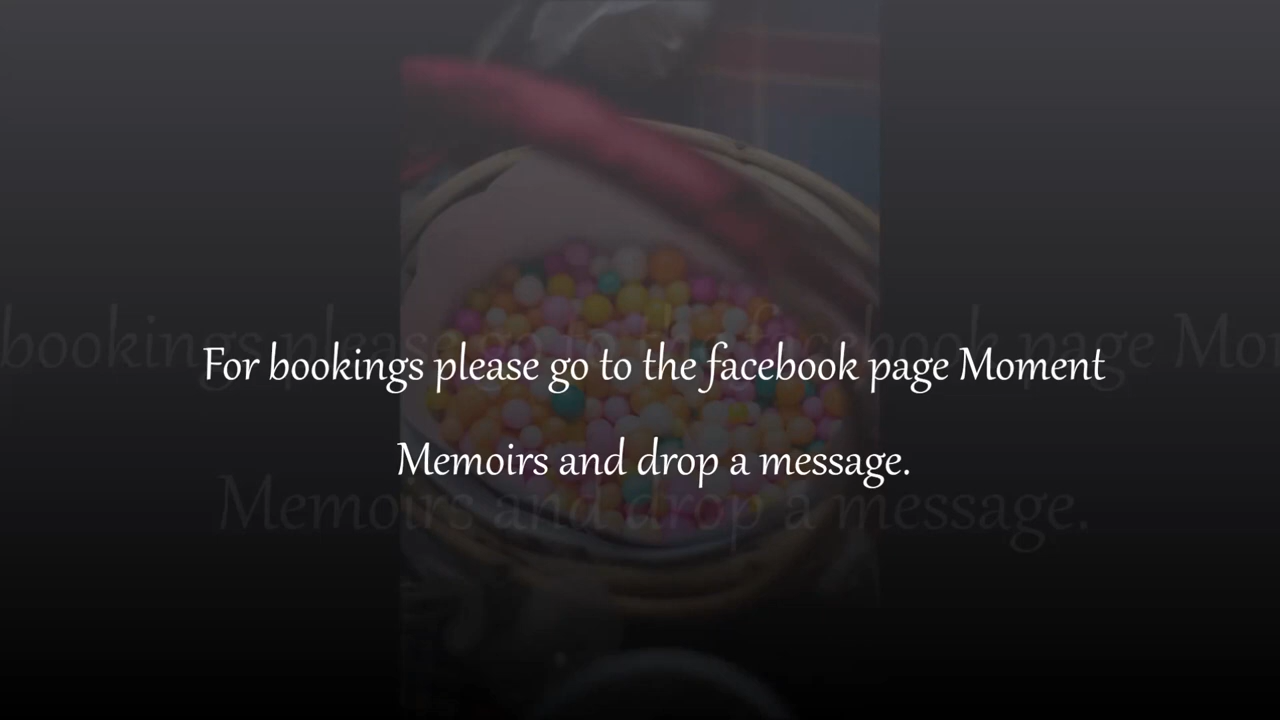 For bookings please go to the facebook page Moment
Memoirs and drop a message.